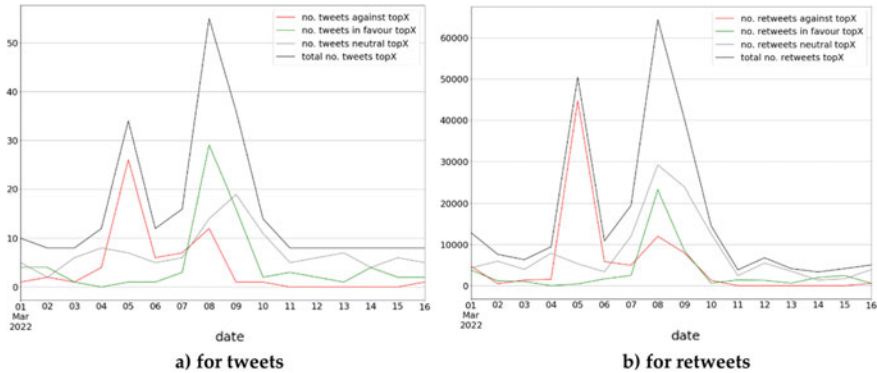 no. tweets against topX
no. tweets in favour topX
no. tweets neutral topX
total no. tweets topX
50
40
30
20
10
0
01 02 03 04 05 06 07 08 09 10 11 12 13 14 15 16
Mar
2022
date
a) for tweets
no. retweets against topX
no. retweets in favour topX
no. retweets neutral topX
total no. retweets topX
60000
50000
40000
30000
20000
10000
0
01 02 03 04 05 06 07 08 09 10 11 12 13 14 15 16
Mar
2022
date
b) for retweets